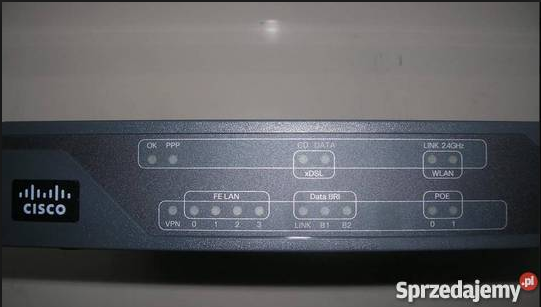 OK PPP CD DATA LINK 2.4GHz
xDSL WLAN
CISCO
FE LAN Data BRI POE
VPN 0 1 2 3 LINK B1 B2 0 1
Sprzedajemy.pl